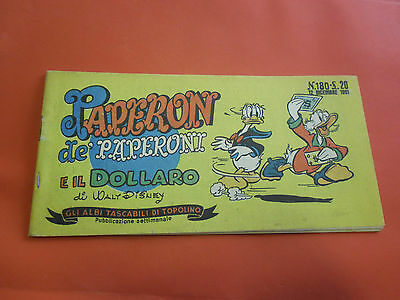 PAPERON
de' PAPERONI
E IL DOLLARO
di WALT DISNEY
GLI ALBI TASCABILI DI TOPOLINO
Pubblicazione settimanale
N.180-£.20